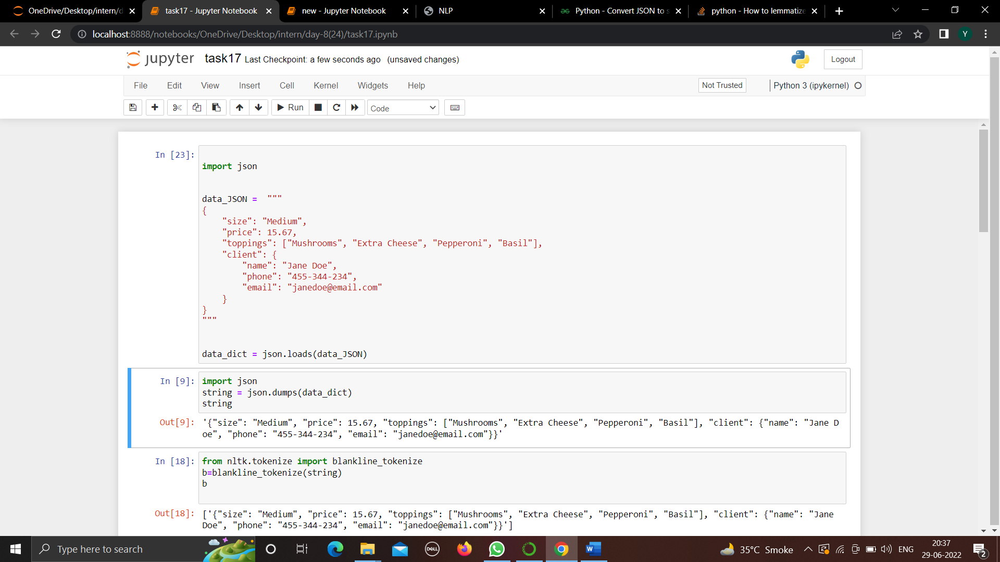 OneDrive/Desktop/intern/d
task17 - Jupyter Notebook
new - Jupyter Notebook
NLP
Python - Convert JSON to s
python - How to lemmatize
localhost:8888/notebooks/OneDrive/Desktop/intern/day-8(24)/task17.ipynb
Y
jupyter task17 Last Checkpoint: a few seconds ago (unsaved changes)
Logout
File Edit View Insert Cell Kernel Widgets Help
Not Trusted
Python 3 (ipykernel)
Run
Code
In [23]:
import json
data_JSON =  """
{
    "size": "Medium",
    "price": 15.67,
    "toppings": ["Mushrooms", "Extra Cheese", "Pepperoni", "Basil"],
    "client": {
        "name": "Jane Doe",
        "phone": "455-344-234",
        "email": "janedoe@email.com"
    }
}
"""
data_dict = json.loads(data_JSON)
In [9]:
import json
string = json.dumps(data_dict)
string
Out[9]:
'{"size": "Medium", "price": 15.67, "toppings": ["Mushrooms", "Extra Cheese", "Pepperoni", "Basil"], "client": {"name": "Jane D
oe", "phone": "455-344-234", "email": "janedoe@email.com"}}'
In [18]:
from nltk.tokenize import blankline_tokenize
b=blankline_tokenize(string)
b
Out[18]:
['{"size": "Medium", "price": 15.67, "toppings": ["Mushrooms", "Extra Cheese", "Pepperoni", "Basil"], "client": {"name": "Jane
Doe", "phone": "455-344-234", "email": "janedoe@email.com"}}']
Type here to search
DELL
W
35°C Smoke
ENG
20:37
29-06-2022
2